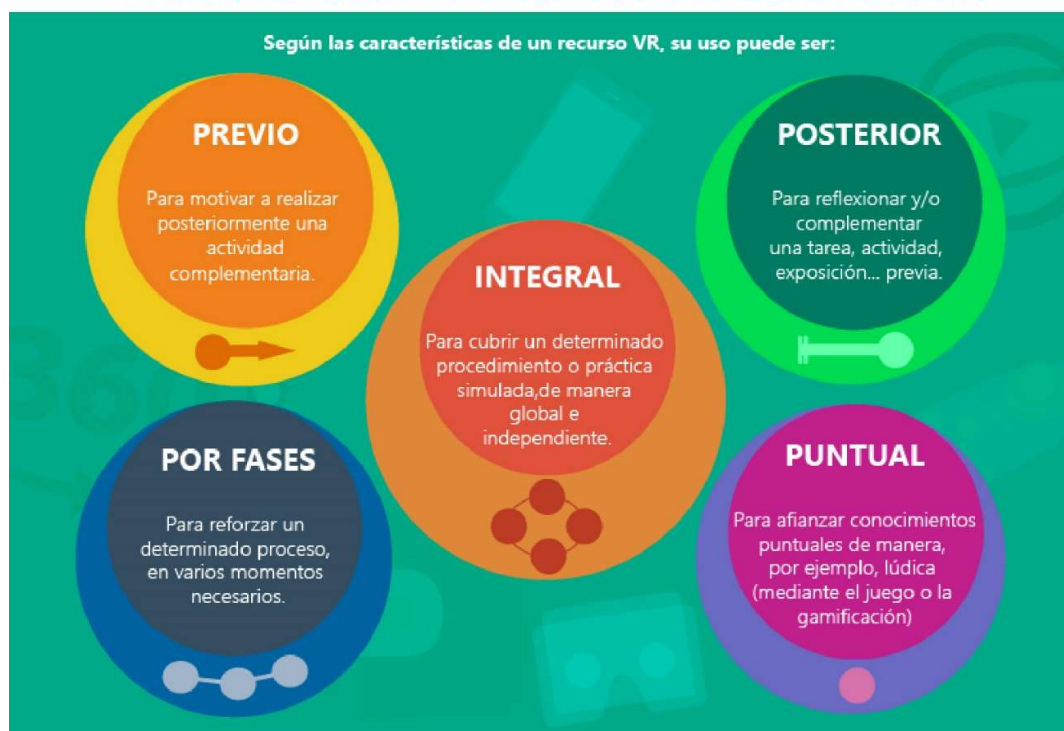 Según las características de un recurso VR, su uso puede ser:
PREVIO
Para motivar a realizar
posteriormente una
actividad
complementaria.
POSTERIOR
Para reflexionar y/o
complementar
una tarea, actividad,
exposición... previa.
INTEGRAL
Para cubrir un determinado
procedimiento o práctica
simulada,de manera
global e
independiente.
POR FASES
Para reforzar un
determinado proceso,
en varios momentos
necesarios.
PUNTUAL
Para afianzar conocimientos
puntuales de manera,
por ejemplo, lúdica
(mediante el juego o la
gamificación)
360